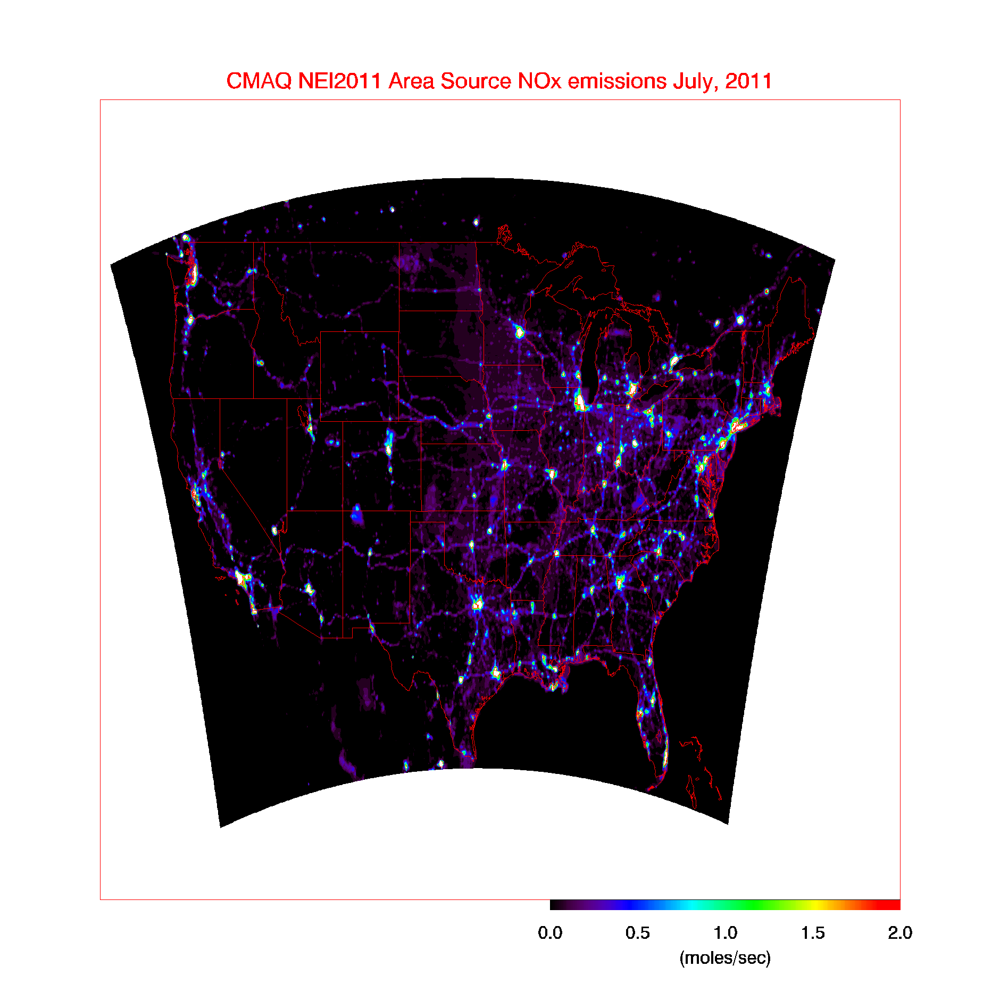 CMAQ NEI2011 Area Source NOx emissions July, 2011
0.0 0.5 1.0 1.5 2.0
(moles/sec)